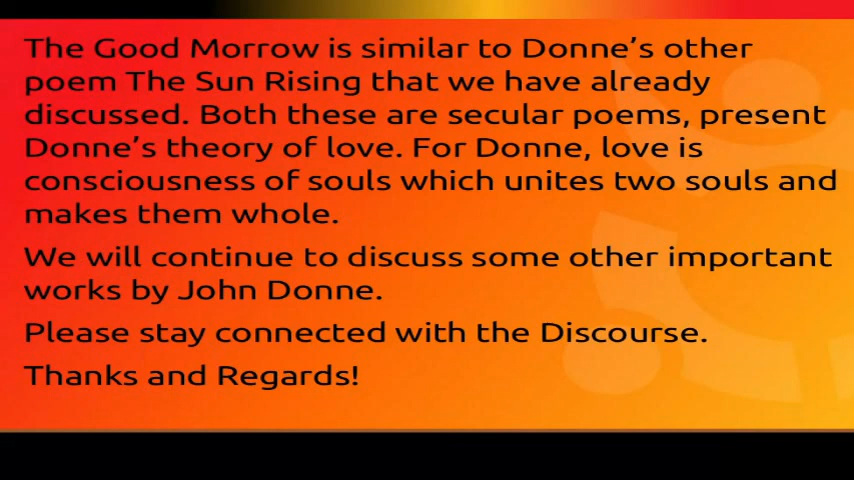 The Good Morrow is similar to Donne's other
poem The Sun Rising that we have already
discussed. Both these are secular poems, present
Donne's theory of love. For Donne, love is
consciousness of souls which unites two souls and
makes them whole.
We will continue to discuss some other important
works by John Donne.
Please stay connected with the Discourse.
Thanks and Regards!